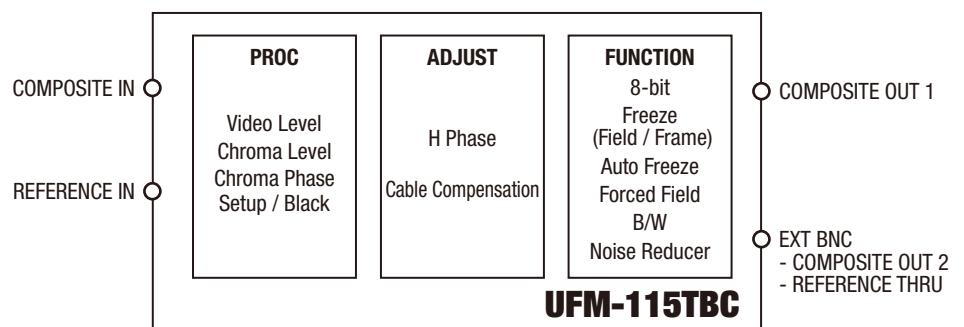 COMPOSITE IN
REFERENCE IN
PROC
Video Level
Chroma Level
Chroma Phase
Setup / Black
ADJUST
H Phase
Cable Compensation
FUNCTION
8-bit
Freeze
(Field / Frame)
Auto Freeze
Forced Field
B/W
Noise Reducer
COMPOSITE OUT 1
EXT BNC
- COMPOSITE OUT 2
- REFERENCE THRU
UFM-115TBC